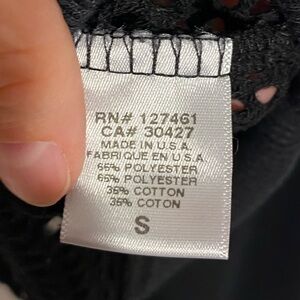 RN# 127461
CA# 30427
MADE IN U.S.A.
FABRIQUE EN U.S.A
65% POLYESTER
65% POLYESTER
35% COTTON
35% COTON
S